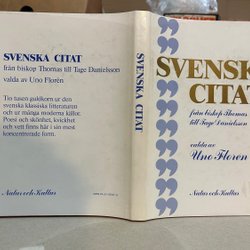 SVENSKA CITAT
från biskop Thomas till Tage Danielsson
valda av Uno Florén
Tio tusen guldkorn ur den
svenska klassiska litteraturen
och ur många moderna källor.
Poesi och skönhet, kvickhet
och vett finns här i sin mest
koncentrerade form.
Natur och Kultur
SVENSKA CITAT
SVENSKA
CITAT
från biskop Thomas
till Tage Danielsson
valda av
Uno Florén
Natur och Kultur